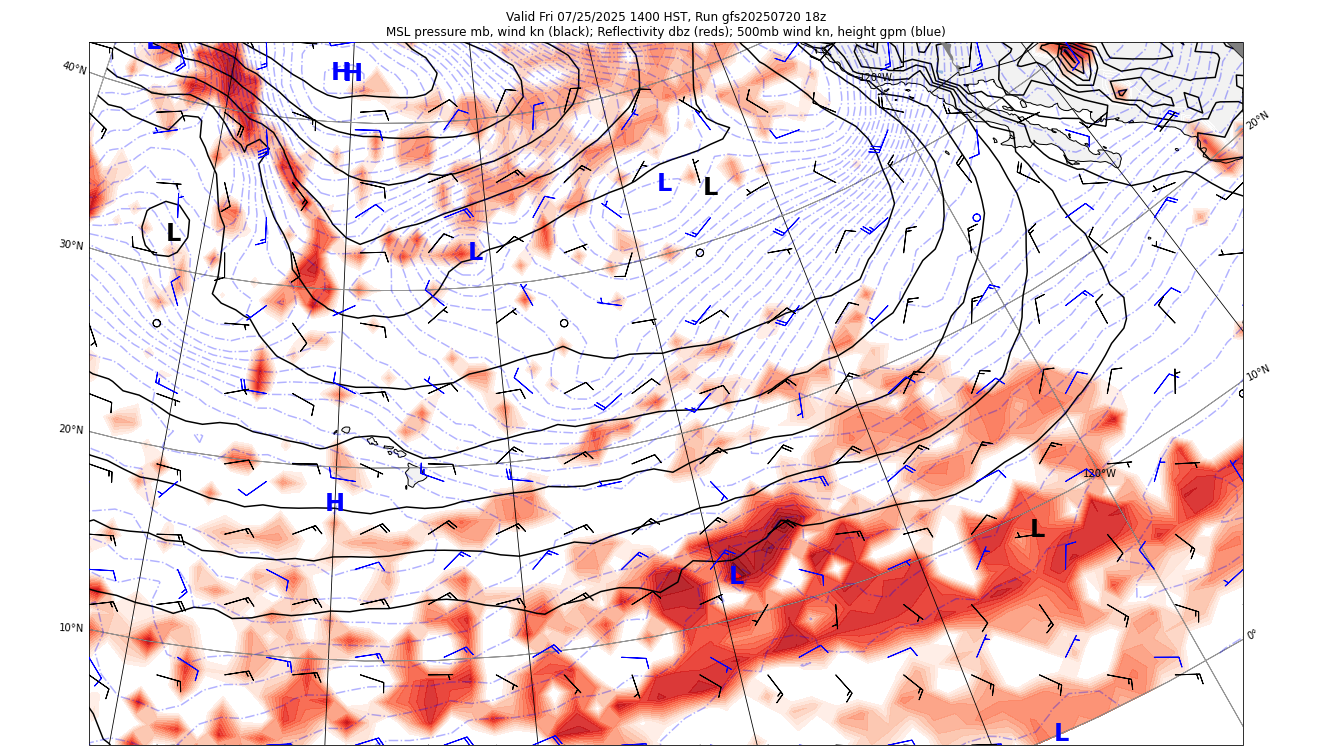 Valid Fri 07/25/2025 1400 HST, Run gfs20250720 18z
MSL pressure mb, wind kn (black); Reflectivity dbz (reds); 500mb wind kn, height gpm (blue)
L
H
H
40°N
120°W
20°N
L
L
L
30°N
L
10°N
20°N
L
120°W
H
L
L
10°N
0°
L